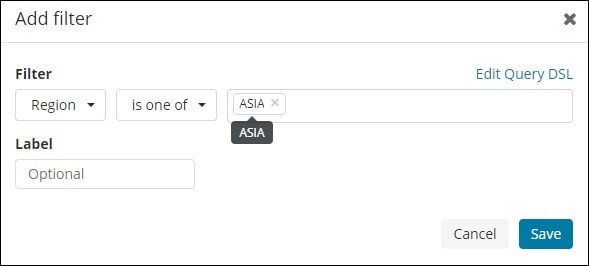 Add filter
Filter Edit Query DSL
Region is one of ASIA
ASIA
Label
Optional
Cancel Save